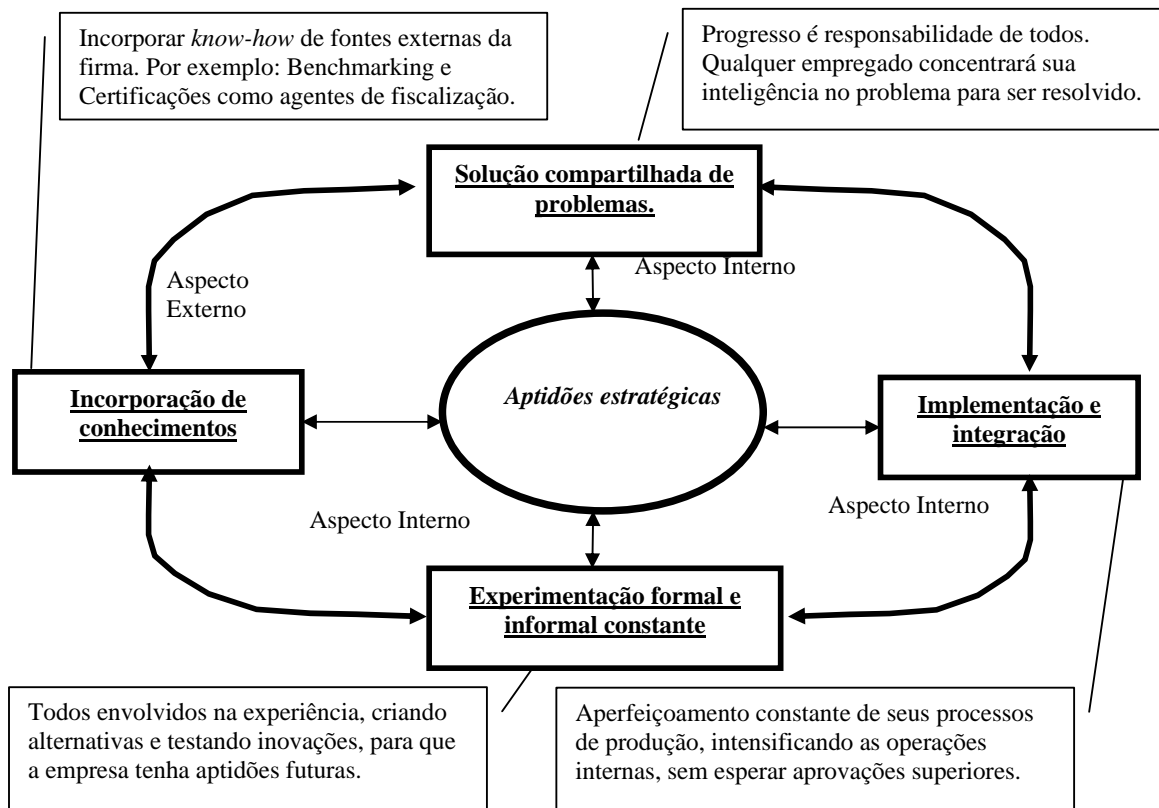 Incorporar know-how de fontes externas da
firma. Por exemplo: Benchmarking e
Certificações como agentes de fiscalização.
Progresso é responsabilidade de todos.
Qualquer empregado concentrará sua
inteligência no problema para ser resolvido.
Solução compartilhada de
problemas.
Aspecto
Externo
Aspecto Interno
Aptidões estratégicas
Incorporação de
conhecimentos
Implementação e
integração
Aspecto Interno
Aspecto Interno
Experimentação formal e
informal constante
Todos envolvidos na experiência, criando
alternativas e testando inovações, para que
a empresa tenha aptidões futuras.
Aperfeiçoamento constante de seus processos
de produção, intensificando as operações
internas, sem esperar aprovações superiores.